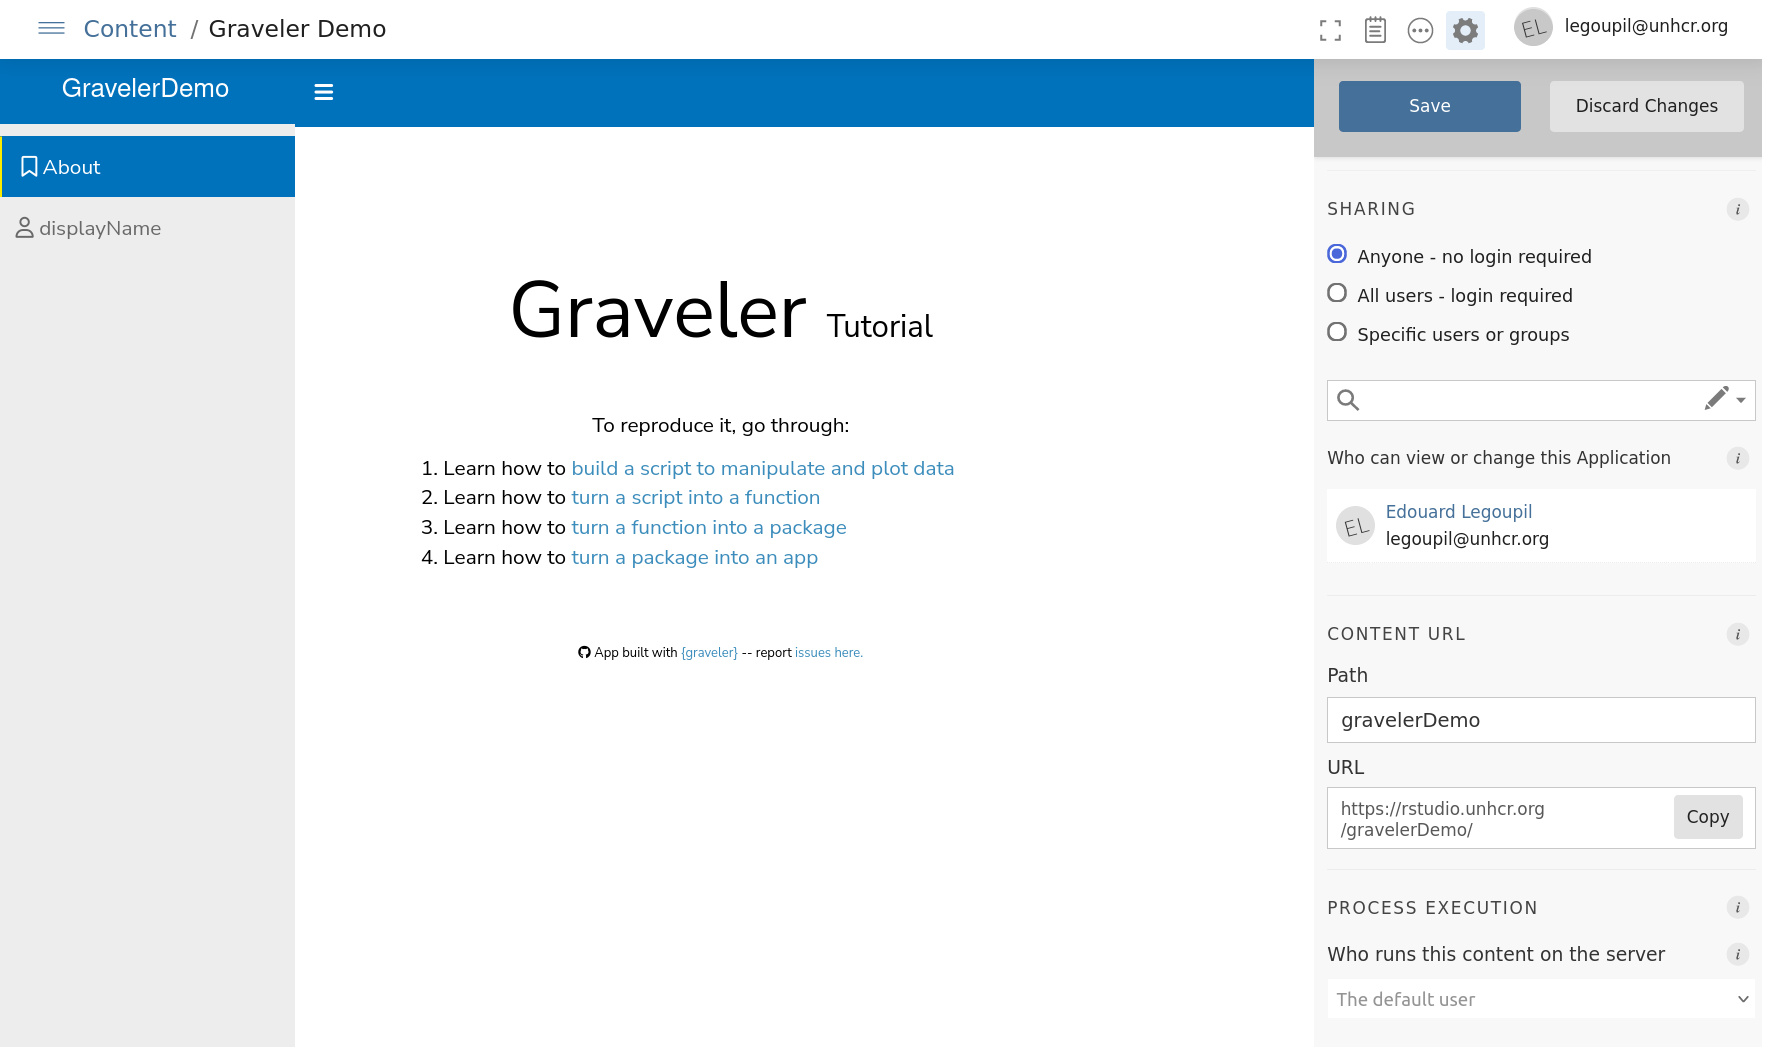 Content / Graveler Demo
EL legoupil@unhcr.org
GravelerDemo
About
displayName
Graveler Tutorial
To reproduce it, go through:
1. Learn how to build a script to manipulate and plot data
2. Learn how to turn a script into a function
3. Learn how to turn a function into a package
4. Learn how to turn a package into an app
App built with {graveler} -- report issues here.
Save Discard Changes
SHARING i
Anyone - no login required
All users - login required
Specific users or groups
Who can view or change this Application i
EL
Edouard Legoupil
legoupil@unhcr.org
CONTENT URL i
Path
gravelerDemo
URL
https://rstudio.unhcr.org
/gravelerDemo/
Copy
PROCESS EXECUTION i
Who runs this content on the server i
The default user